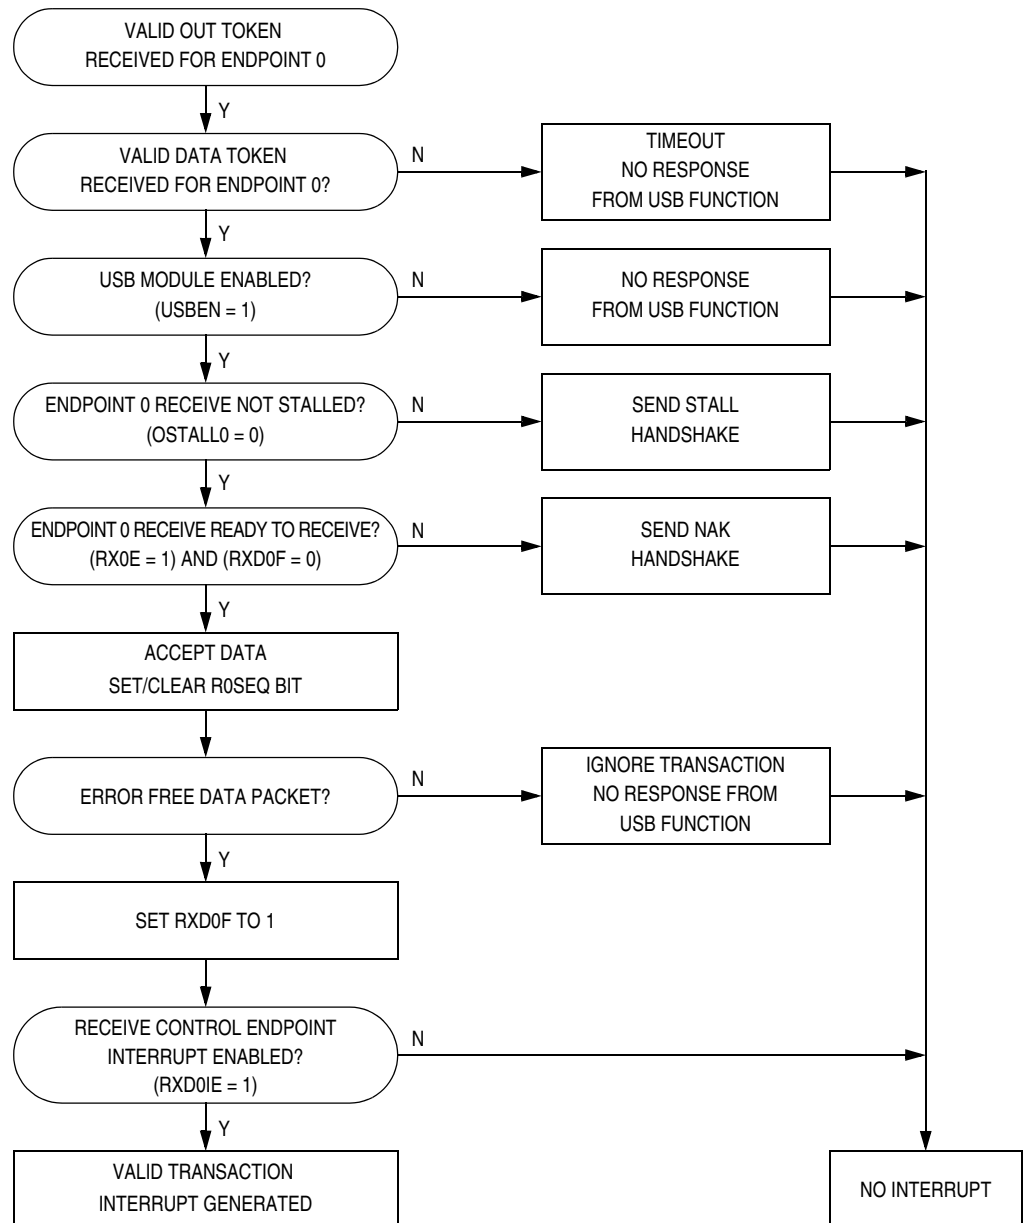 VALID OUT TOKEN
RECEIVED FOR ENDPOINT 0
Y
VALID DATA TOKEN
RECEIVED FOR ENDPOINT 0?
N
TIMEOUT
NO RESPONSE
FROM USB FUNCTION
Y
USB MODULE ENABLED?
(USBEN = 1)
N
NO RESPONSE
FROM USB FUNCTION
Y
ENDPOINT 0 RECEIVE NOT STALLED?
(OSTALL0 = 0)
N
SEND STALL
HANDSHAKE
Y
ENDPOINT 0 RECEIVE READY TO RECEIVE?
(RX0E = 1) AND (RXD0F = 0)
N
SEND NAK
HANDSHAKE
Y
ACCEPT DATA
SET/CLEAR R0SEQ BIT
ERROR FREE DATA PACKET?
N
IGNORE TRANSACTION
NO RESPONSE FROM
USB FUNCTION
Y
SET RXD0F TO 1
RECEIVE CONTROL ENDPOINT
INTERRUPT ENABLED?
(RXD0IE = 1)
N
Y
VALID TRANSACTION
INTERRUPT GENERATED
NO INTERRUPT